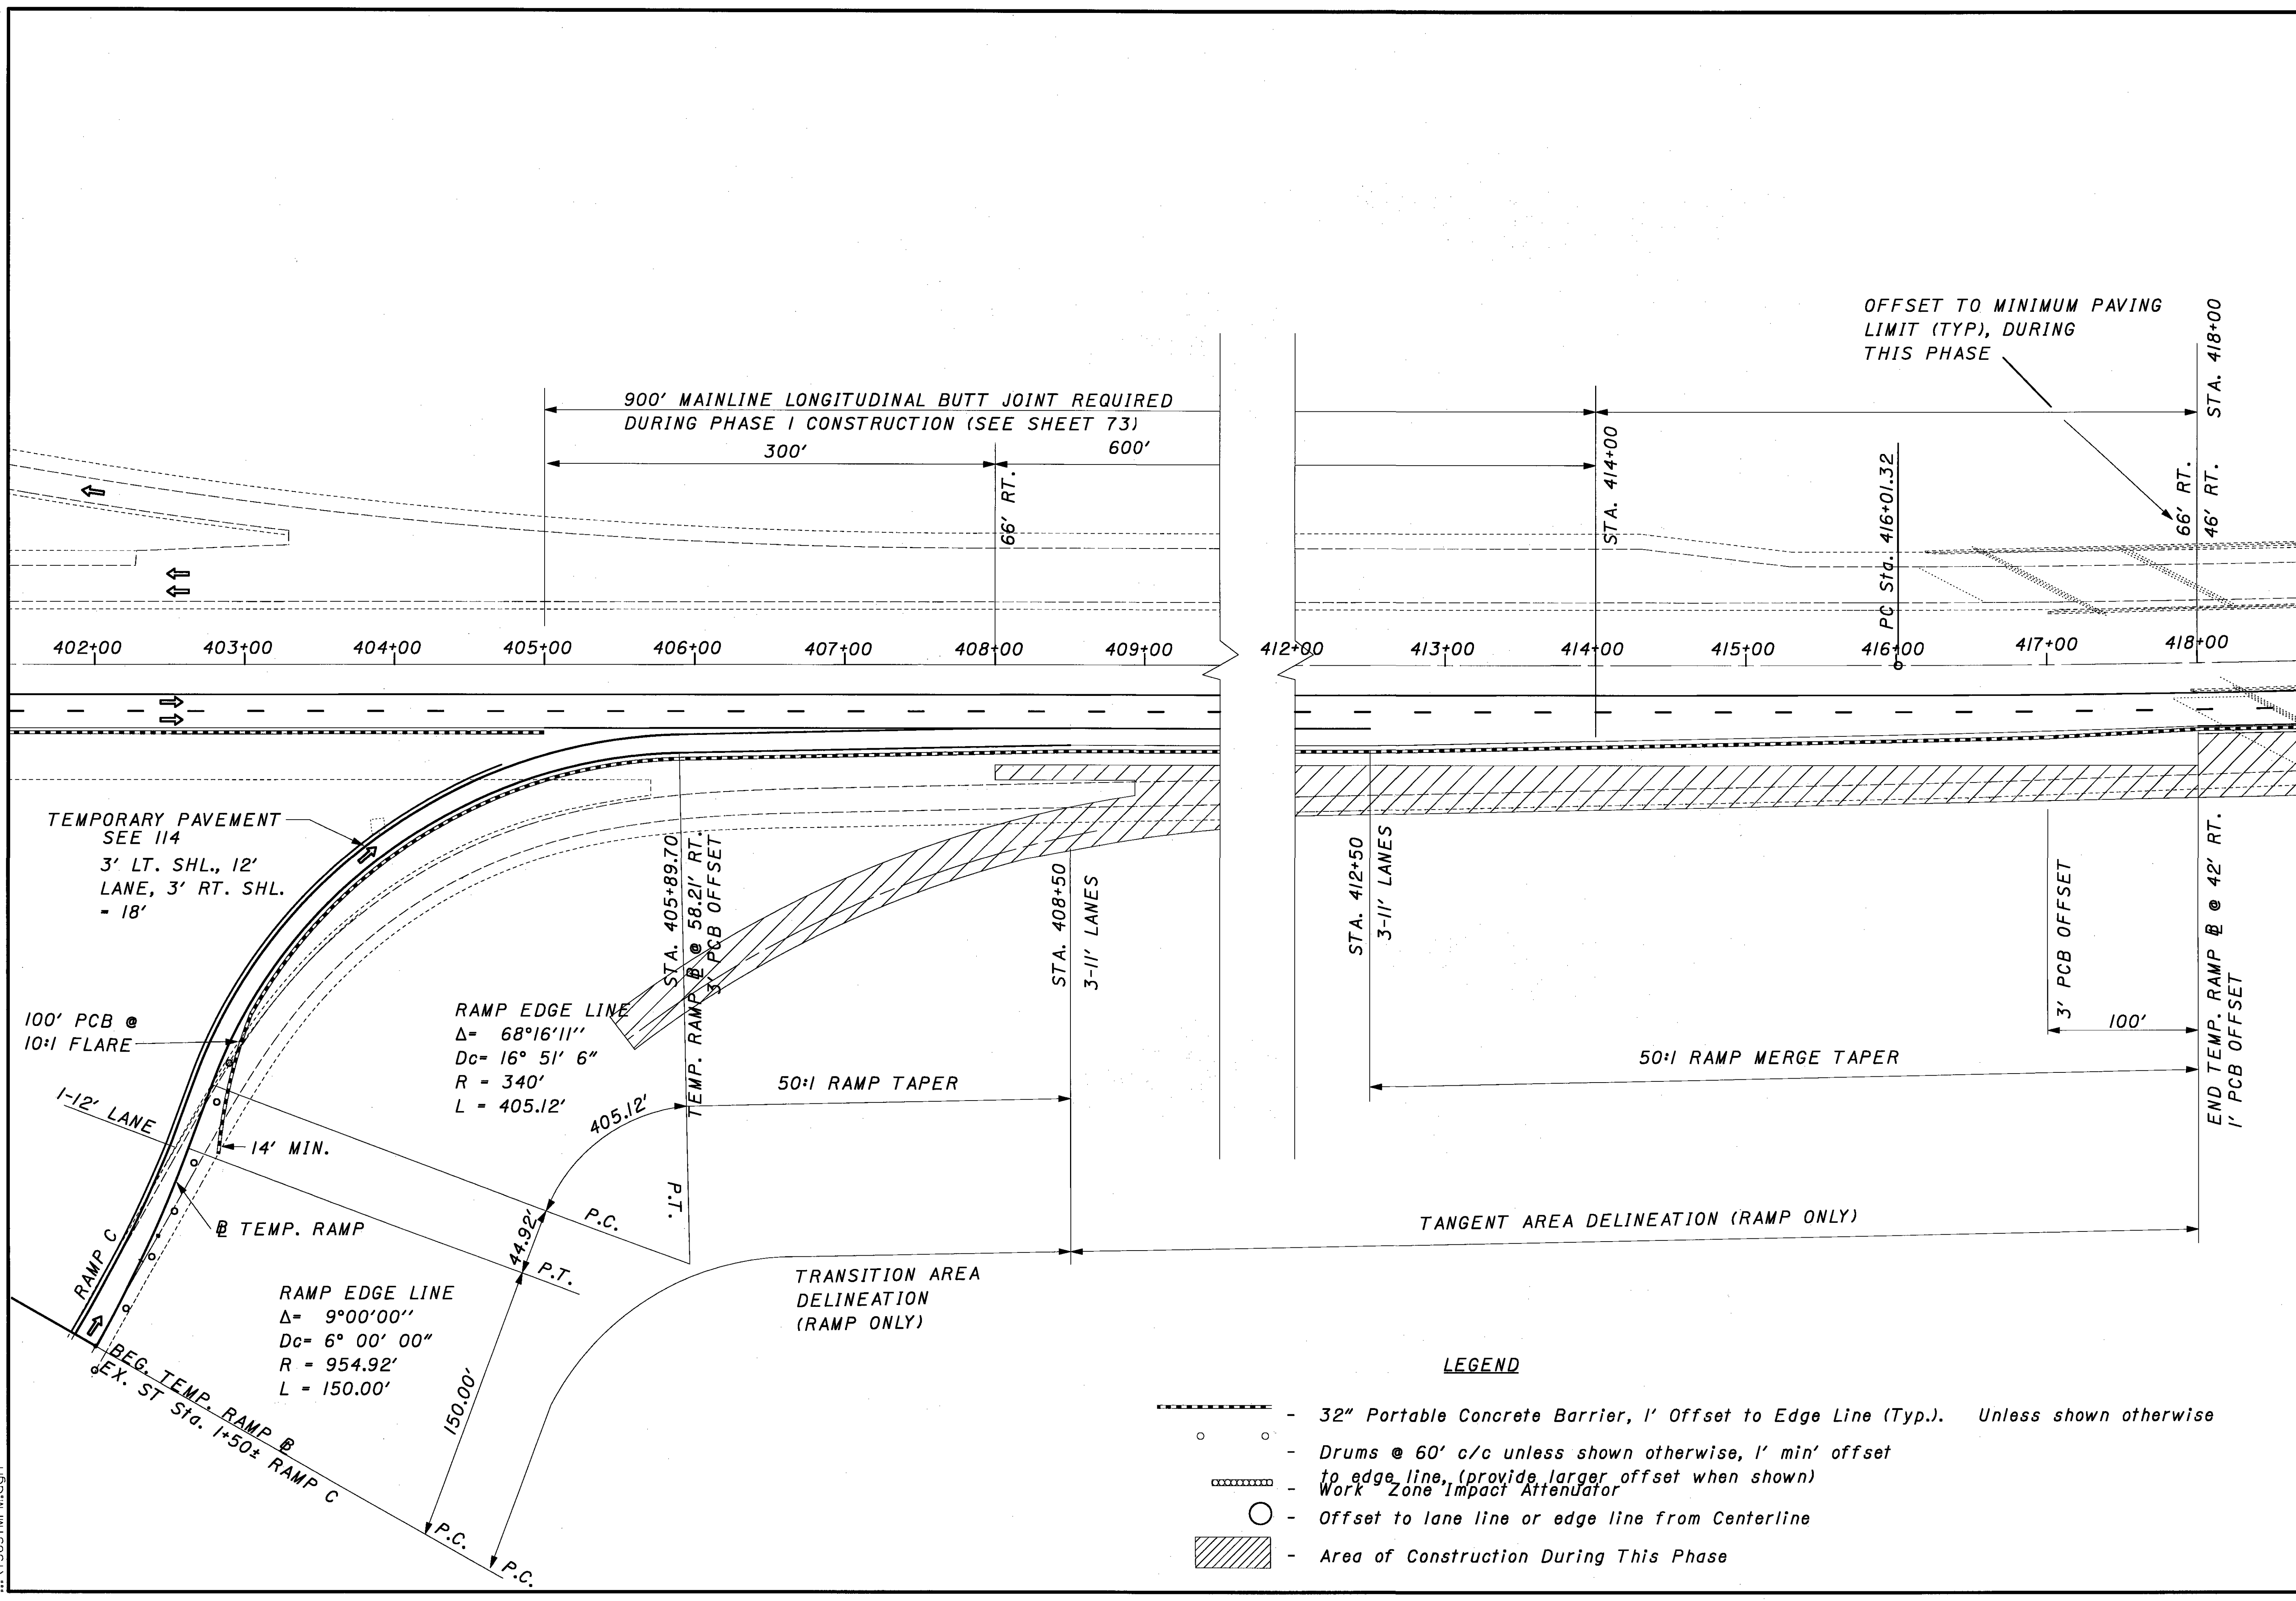 OFFSET TO MINIMUM PAVING
LIMIT (TYP), DURING
THIS PHASE
STA. 418+00
900' MAINLINE LONGITUDINAL BUTT JOINT REQUIRED
DURING PHASE 1 CONSTRUCTION (SEE SHEET 73)
300'
600'
66' RT.
STA. 414+00
PC Sta. 416+01.32
66' RT.
46' RT.
402+00
403+00
404+00
405+00
406+00
407+00
408+00
409+00
412+00
413+00
414+00
415+00
416+00
417+00
418+00
TEMPORARY PAVEMENT
SEE 114
3' LT. SHL., 12'
LANE, 3' RT. SHL.
= 18'
STA. 405+89.70
TEMP. RAMP B @ 58.21' RT.
3' PCB OFFSET
STA. 408+50
3-11' LANES
STA. 412+50
3-11' LANES
3' PCB OFFSET
100'
END TEMP. RAMP B @ 42' RT.
1' PCB OFFSET
100' PCB @
10:1 FLARE
RAMP EDGE LINE
Δ= 68°16'11''
Dc= 16° 51' 6"
R = 340'
L = 405.12'
50:1 RAMP TAPER
50:1 RAMP MERGE TAPER
405.12'
1-12' LANE
14' MIN.
P.T.
P.C.
44.92'
P.T.
B TEMP. RAMP
RAMP C
TANGENT AREA DELINEATION (RAMP ONLY)
TRANSITION AREA
DELINEATION
(RAMP ONLY)
RAMP EDGE LINE
Δ= 9°00'00''
Dc= 6° 00' 00"
R = 954.92'
L = 150.00'
150.00'
BEG. TEMP. RAMP B
EX. ST Sta. 1+50± RAMP C
P.C.
P.C.
LEGEND
- 32" Portable Concrete Barrier, 1' Offset to Edge Line (Typ.). Unless shown otherwise
- Drums @ 60' c/c unless shown otherwise, 1' min' offset
to edge line, (provide larger offset when shown)
- Work Zone Impact Attenuator
- Offset to lane line or edge line from Centerline
- Area of Construction During This Phase